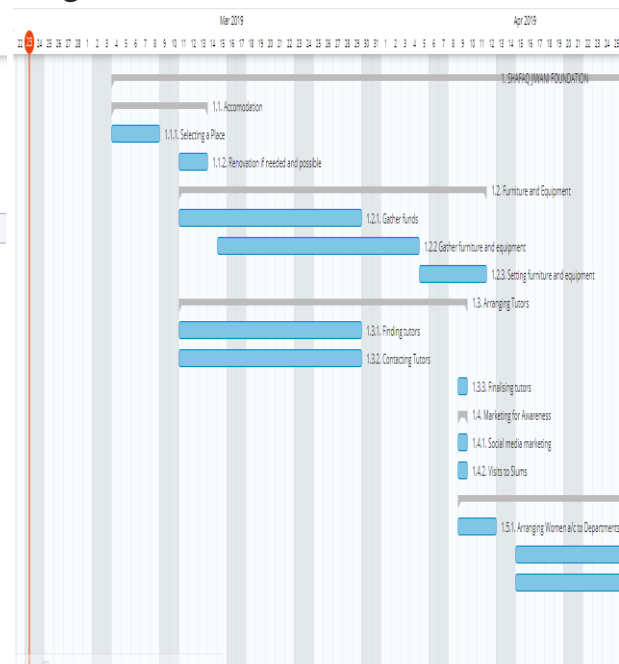 Mar 2019 Apr 2019
22 23 24 25 26 27 28 1 2 3 4 5 6 7 8 9 10 11 12 13 14 15 16 17 18 19 20 21 22 23 24 25 26 27 28 29 30 31 1 2 3 4 5 6 7 8 9 10 11 12 13 14 15 16 17 18 19 20 21 22 23 24 25
1. SHAFAQ JIWANI FOUNDATION
1.1. Accomodation
1.1.1. Selecting a Place
1.1.2. Renovation if needed and possible
1.2. Furniture and Equipment
1.2.1. Gather funds
1.2.2 Gather furniture and equipment
1.2.3. Setting furniture and equipment
1.3. Arranging Tutors
1.3.1. Finding tutors
1.3.2. Contacting Tutors
1.3.3. Finalising tutors
1.4. Marketing for Awareness
1.4.1. Social media marketing
1.4.2. Visits to Slums
1.5.1. Arranging Women a/c to Departments